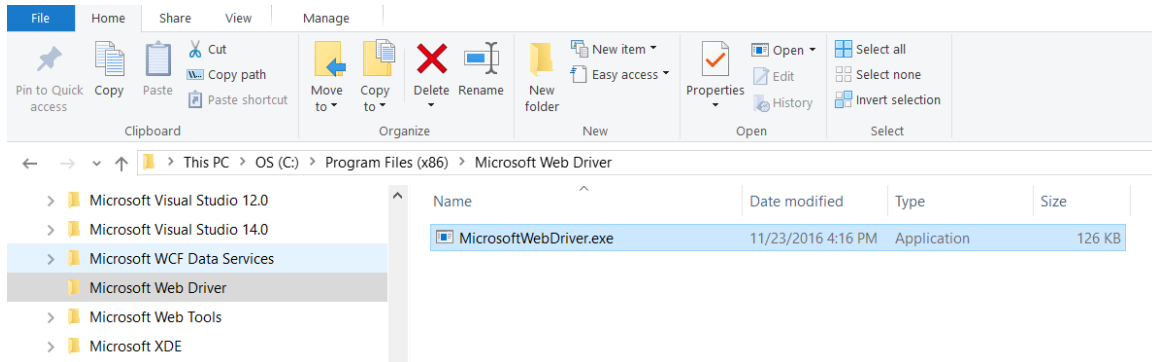 File Home Share View Manage
Pin to Quick access
Copy
Paste
Cut
Copy path
Paste shortcut
Clipboard
Move to
Copy to
Delete
Rename
Organize
New folder
New item
Easy access
New
Properties
Open
Edit
History
Open
Select all
Select none
Invert selection
Select
This PC > OS (C:) > Program Files (x86) > Microsoft Web Driver
Microsoft Visual Studio 12.0
Microsoft Visual Studio 14.0
Microsoft WCF Data Services
Microsoft Web Driver
Microsoft Web Tools
Microsoft XDE
Name Date modified Type Size
MicrosoftWebDriver.exe 11/23/2016 4:16 PM Application 126 KB